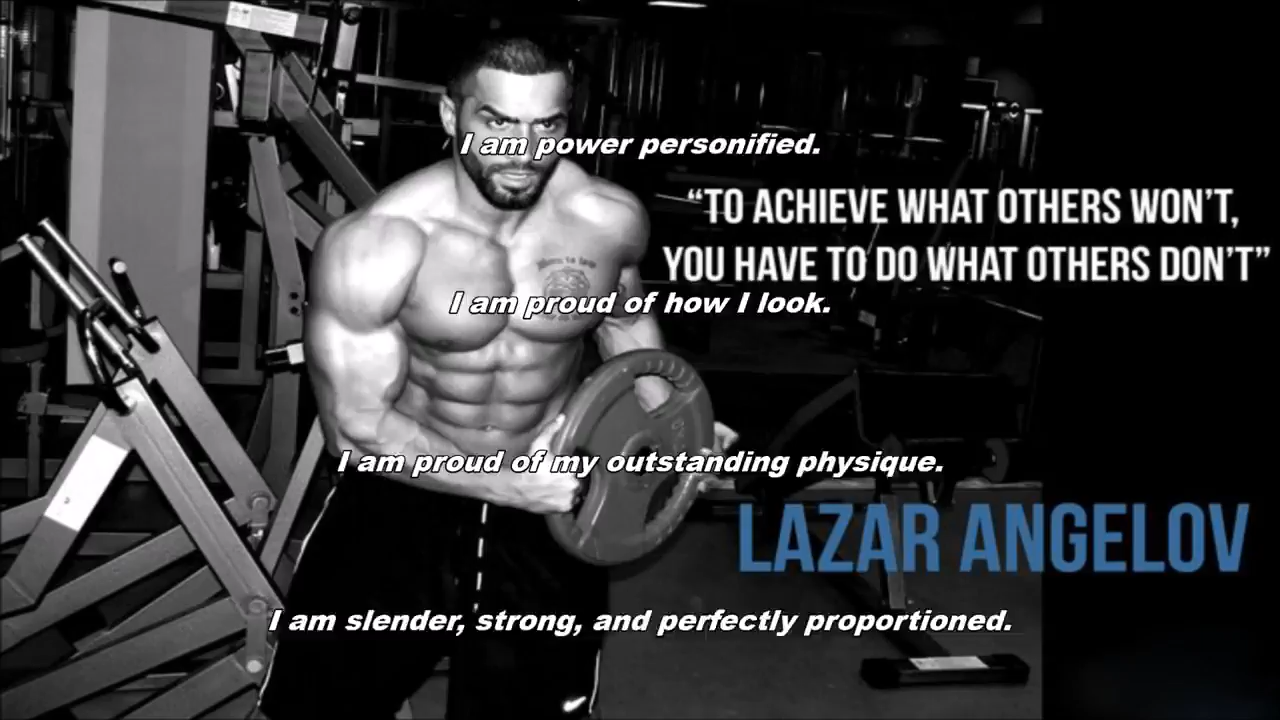 I am power personified.
“TO ACHIEVE WHAT OTHERS WON’T,
YOU HAVE TO DO WHAT OTHERS DON’T”
I am proud of how I look.
I am proud of my outstanding physique.
LAZAR ANGELOV
I am slender, strong, and perfectly proportioned.